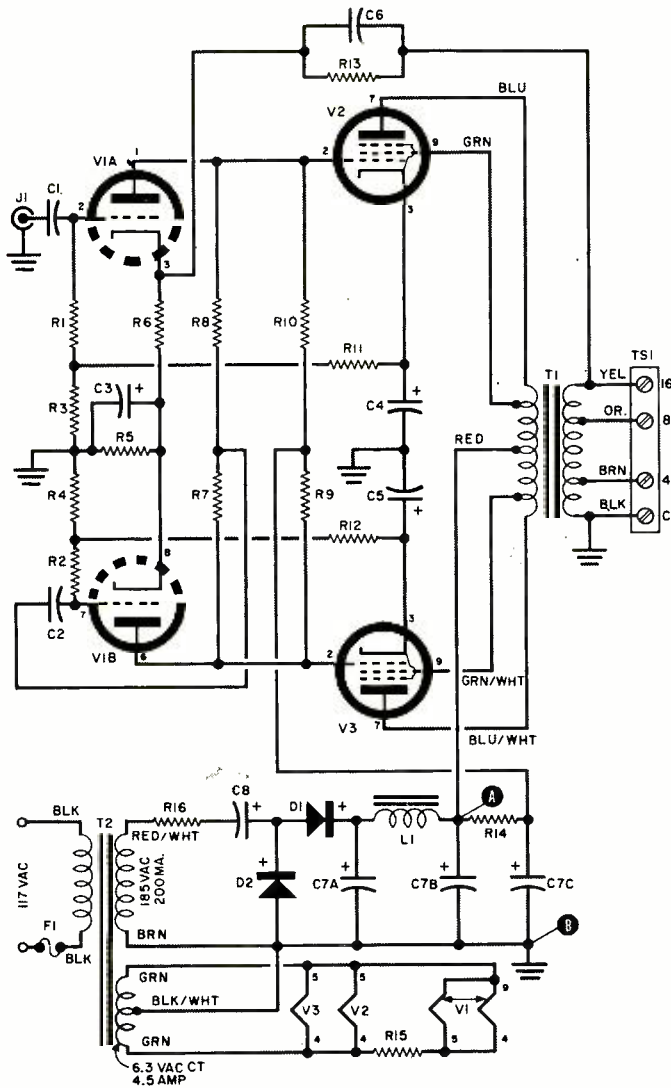 C6
R13
BLU
7
V2
GRN
9
2
3
V1A
1
J1
C1
2
3
R1
R6
R8
R10
R11
C3 +
R3
R5
C4
+
T1
TS1
YEL
16
OR.
8
RED
BRN
4
BLK
C
R4
R7
R9
C5
+
R12
R2
8
7
C2
V1B
6
2
3
9
V3
7
GRN/WHT
BLU/WHT
BLK
T2
RED/WHT
R16
C8
+
D1
+
L1
A
R14
117 VAC
185VAC
200 MA.
D2
+
C7A
+
C7B
+
C7C
+
F1
BLK
BRN
B
GRN
BLK/WHT
GRN
5
V3
4
5
V2
4
R15
V1
9
5
4
6.3 VAC CT
4.5 AMP